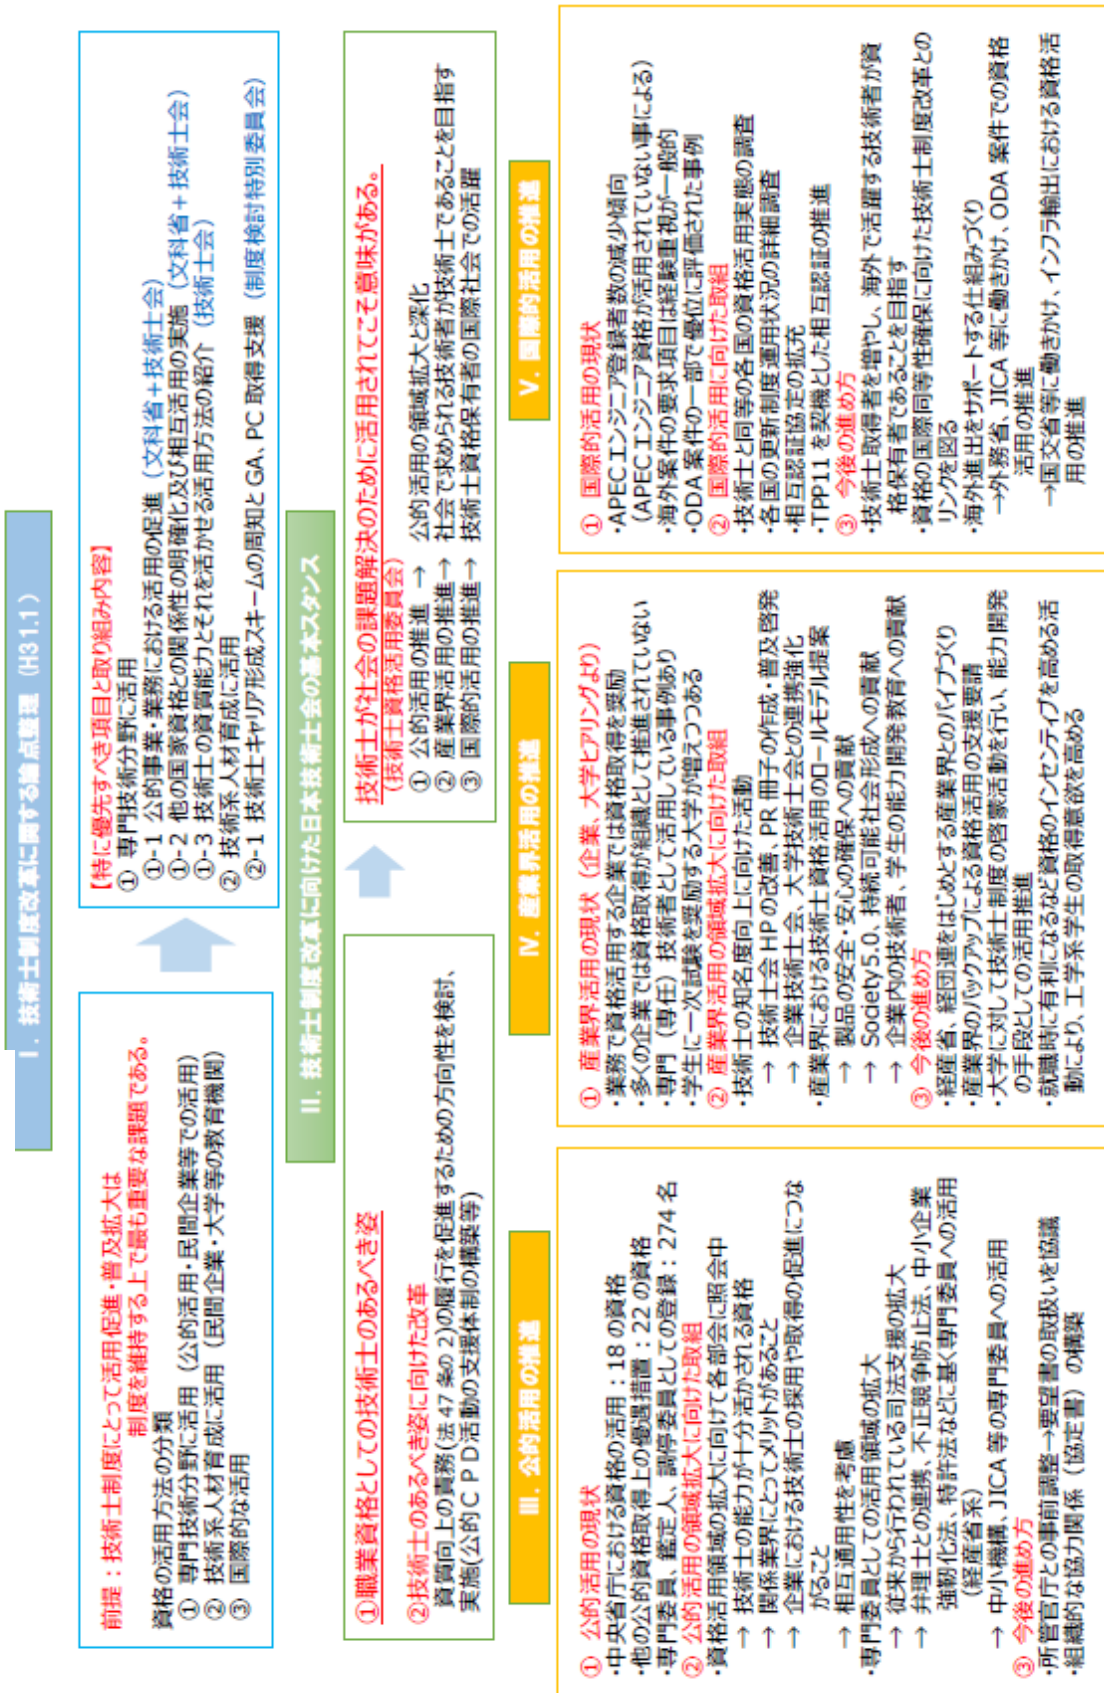 Ⅰ. 技術士制度改革に関する論点整理（H31.1）
前提：技術士制度にとって活用促進・普及拡大は
制度を維持する上で最も重要な課題である。
資格の活用方法の分類
① 専門技術分野に活用（公的活用・民間企業等での活用）
② 技術系人材育成に活用（民間企業・大学等の教育機関）
③ 国際的な活用
【特に優先すべき項目と取り組み内容】
① 専門技術分野に活用
①-1 公的事業・業務における活用の促進（文科省＋技術士会）
①-2 他の国家資格との関係性の明確化及び相互活用の実施（文科省＋技術士会）
①-3 技術士の資質能力とそれを活かせる活用方法の紹介（技術士会）
② 技術系人材育成に活用
②-1 技術士キャリア形成スキームの周知と GA、PC 取得支援（制度検討特別委員会）
Ⅱ. 技術士制度改革に向けた日本技術士会の基本スタンス
①職業資格としての技術士のあるべき姿
②技術士のあるべき姿に向けた改革
資質向上の責務(法 47 条の 2)の履行を促進するための方向性を検討、
実施(公的ＣＰＤ活動の支援体制の構築等)
技術士が社会の課題解決のために活用されてこそ意味がある。
(技術士資格活用委員会)
① 公的活用の推進 → 公的活用の領域拡大と深化
② 産業界活用の推進→ 社会で求められる技術者が技術士であることを目指す
③ 国際的活用の推進→ 技術士資格保有者の国際社会での活躍
Ⅲ. 公的活用の推進
① 公的活用の現状
・中央省庁における資格の活用：18 の資格
・他の公的資格取得上の優遇措置：22 の資格
・専門委員、鑑定人、調停委員としての登録：274 名
② 公的活用の領域拡大に向けた取組
・資格活用領域の拡大に向けて各部会に照会中
→ 技術士の能力が十分活かされる資格
→ 関係業界にとってメリットがあること
→ 企業における技術士の採用や取得の促進につな
がること
→ 相互通用性を考慮
・専門委員としての活用領域の拡大
→ 従来から行われている司法支援の拡大
→ 弁理士との連携、不正競争防止法、中小企業
強靭化法、特許法などに基く専門委員への活用
（経産省系）
→ 中小機構、JICA 等の専門委員への活用
③ 今後の進め方
・所管官庁との事前調整→要望書の取扱いを協議
・組織的な協力関係（協定書）の構築
Ⅳ. 産業界活用の推進
① 産業界活用の現状（企業、大学ヒアリングより）
・業務で資格活用する企業では資格取得を奨励
・多くの企業では資格取得が組織として推進されていない
・専門（専任）技術者として活用している事例あり
・学生に一次試験を奨励する大学が増えつつある
② 産業界活用の領域拡大に向けた取組
・技術士の知名度向上に向けた活動
→ 技術士会 HP の改善、PR 冊子の作成・普及啓発
→ 企業技術士会、大学技術士会との連携強化
・産業界における技術士資格活用のロールモデル提案
→ 製品の安全・安心の確保への貢献
→ Society5.0、持続可能社会形成への貢献
→ 企業内の技術者、学生の能力開発教育への貢献
③ 今後の進め方
・経産省、経団連をはじめとする産業界とのパイプづくり
・産業界のバックアップによる資格活用の支援要請
・大学に対して技術士制度の啓蒙活動を行い、能力開発
の手段としての活用推進
・就職時に有利になるなど資格のインセンティブを高める活
動により、工学系学生の取得意欲を高める
Ⅴ. 国際的活用の推進
① 国際的活用の現状
・APEC エンジニア登録者数の減少傾向
（APEC エンジニア資格が活用されていない事による）
・海外案件の要求項目は経験重視が一般的
・ODA 案件の一部で優位に評価された事例
② 国際的活用に向けた取組
・技術士と同等の各国の資格活用実態の調査
・各国の更新制度運用状況の詳細調査
・相互認証協定の拡充
・TPP11 を契機とした相互認証の推進
③ 今後の進め方
・技術士取得者を増やし、海外で活躍する技術者が資
格保有者であることを目指す
・資格の国際同等性確保に向けた技術士制度改革との
リンクを図る
・海外進出をサポートする仕組みづくり
→外務省、JICA 等に働きかけ、ODA 案件での資格
活用の推進
→国交省等に働きかけ、インフラ輸出における資格活
用の推進